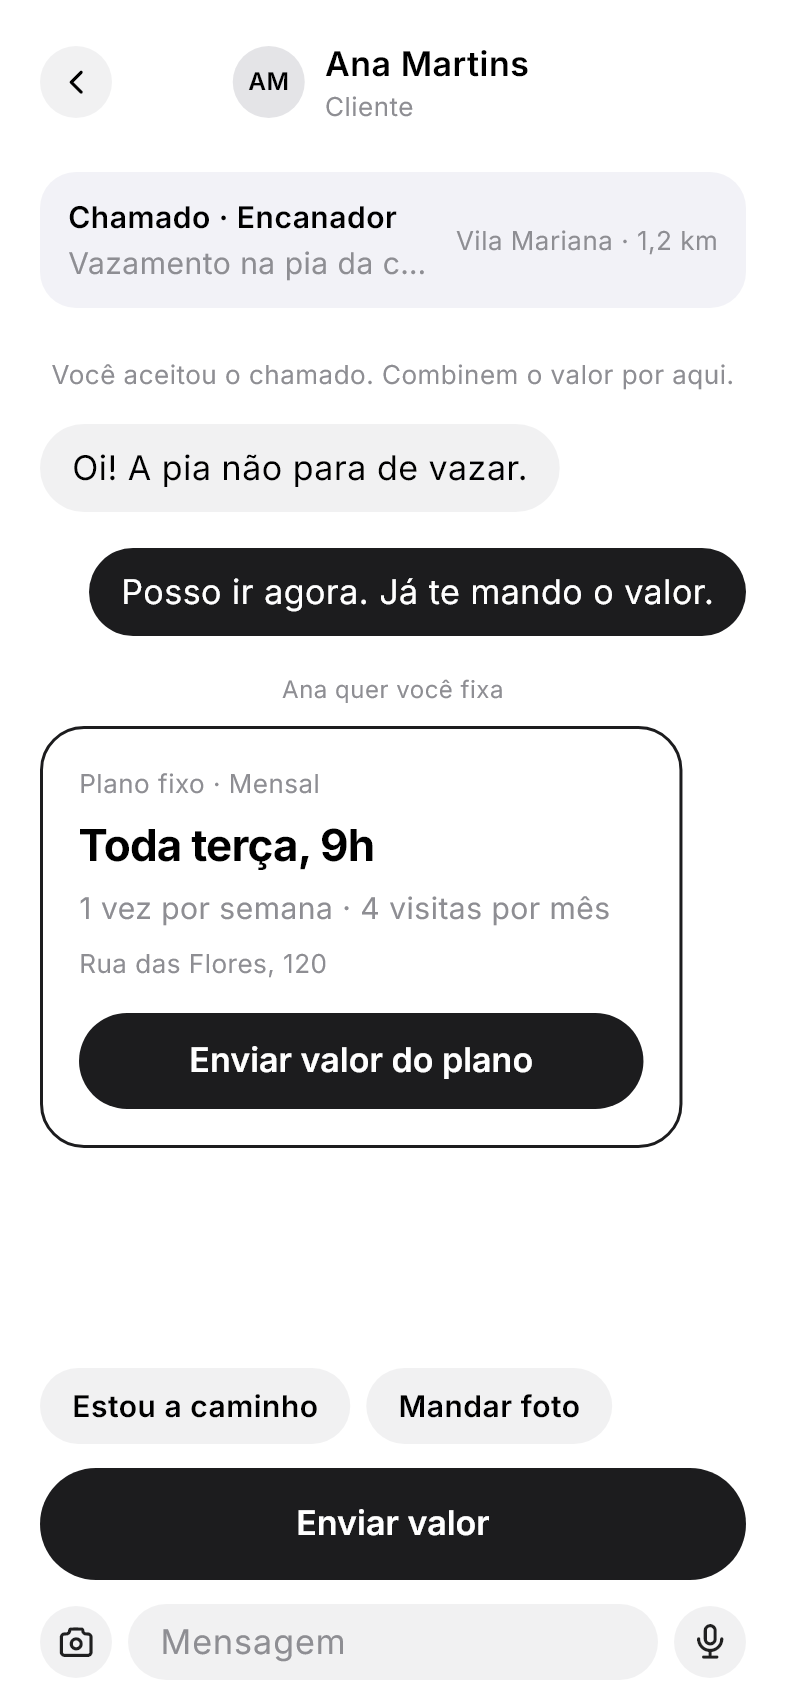 AM
Ana Martins
Cliente
Chamado · Encanador
Vazamento na pia da c...
Vila Mariana · 1,2 km
Você aceitou o chamado. Combinem o valor por aqui.
Oi! A pia não para de vazar.
Posso ir agora. Já te mando o valor.
Ana quer você fixa
Plano fixo · Mensal
Toda terça, 9h
1 vez por semana · 4 visitas por mês
Rua das Flores, 120
Enviar valor do plano
Estou a caminho
Mandar foto
Enviar valor
Mensagem